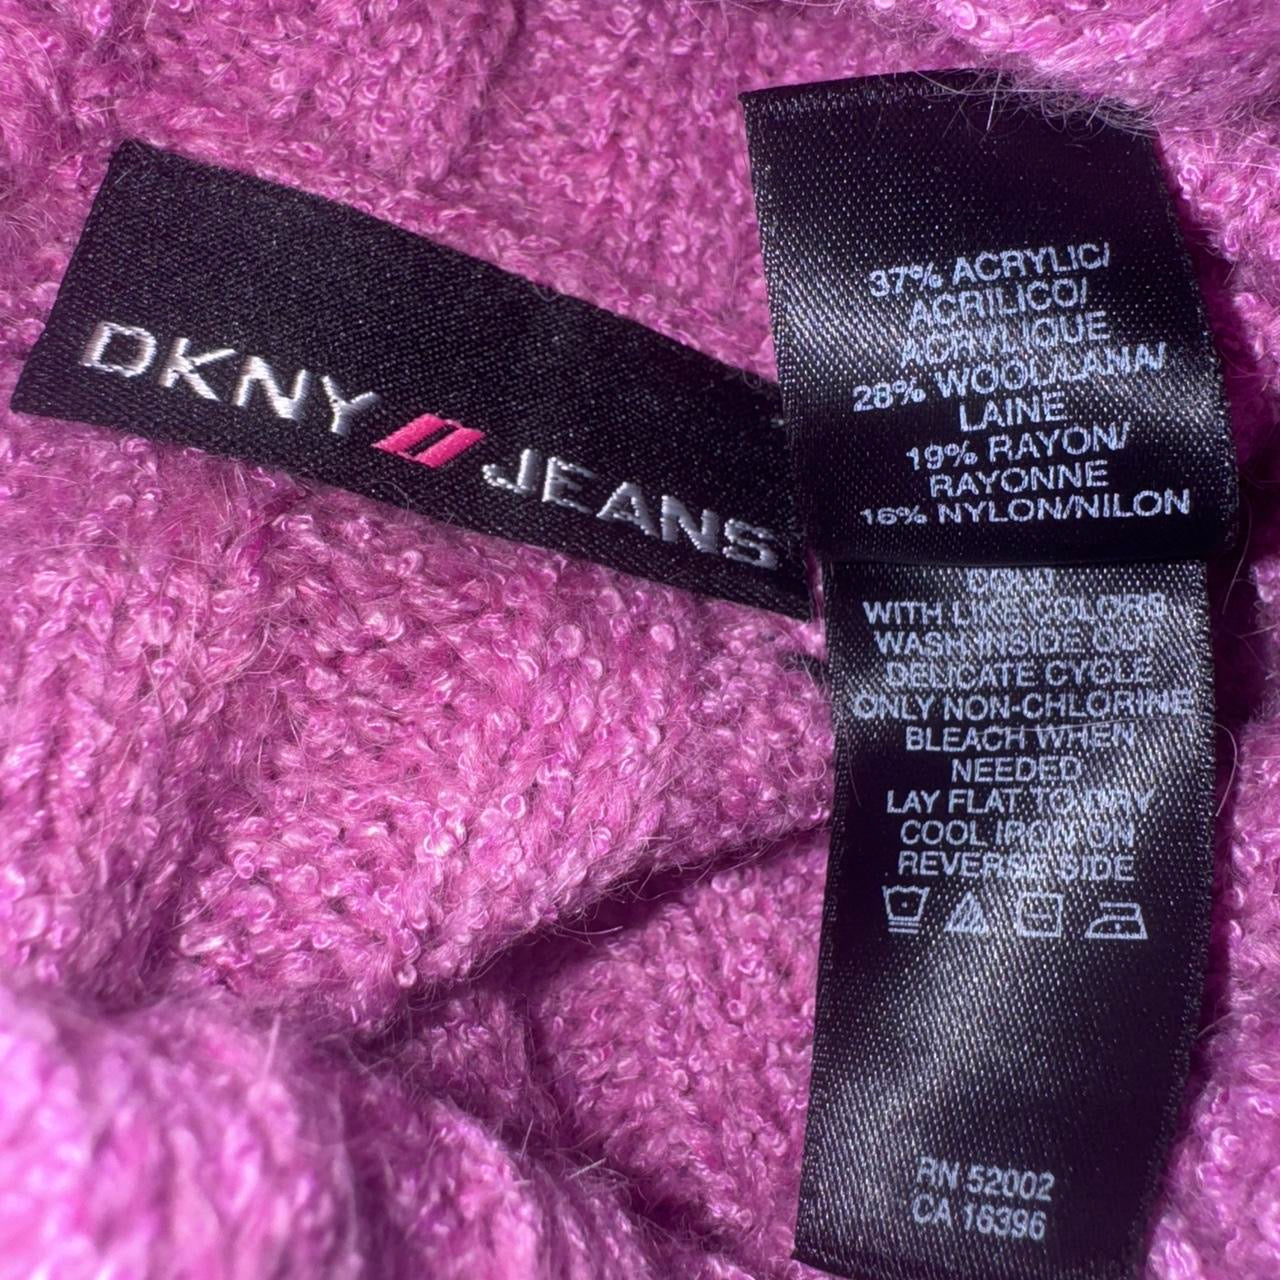 DKNY JEANS
37% ACRYLIC/
ACRILICO/
ACRYLIQUE
28% WOOL/LANA/
LAINE
19% RAYON/
RAYONNE
16% NYLON/NILON
COLD
WITH LIKE COLORS
WASH INSIDE OUT
DELICATE CYCLE
ONLY NON-CHLORINE
BLEACH WHEN
NEEDED
LAY FLAT TO DRY
COOL IRON ON
REVERSE SIDE
RN 52002
CA 16396